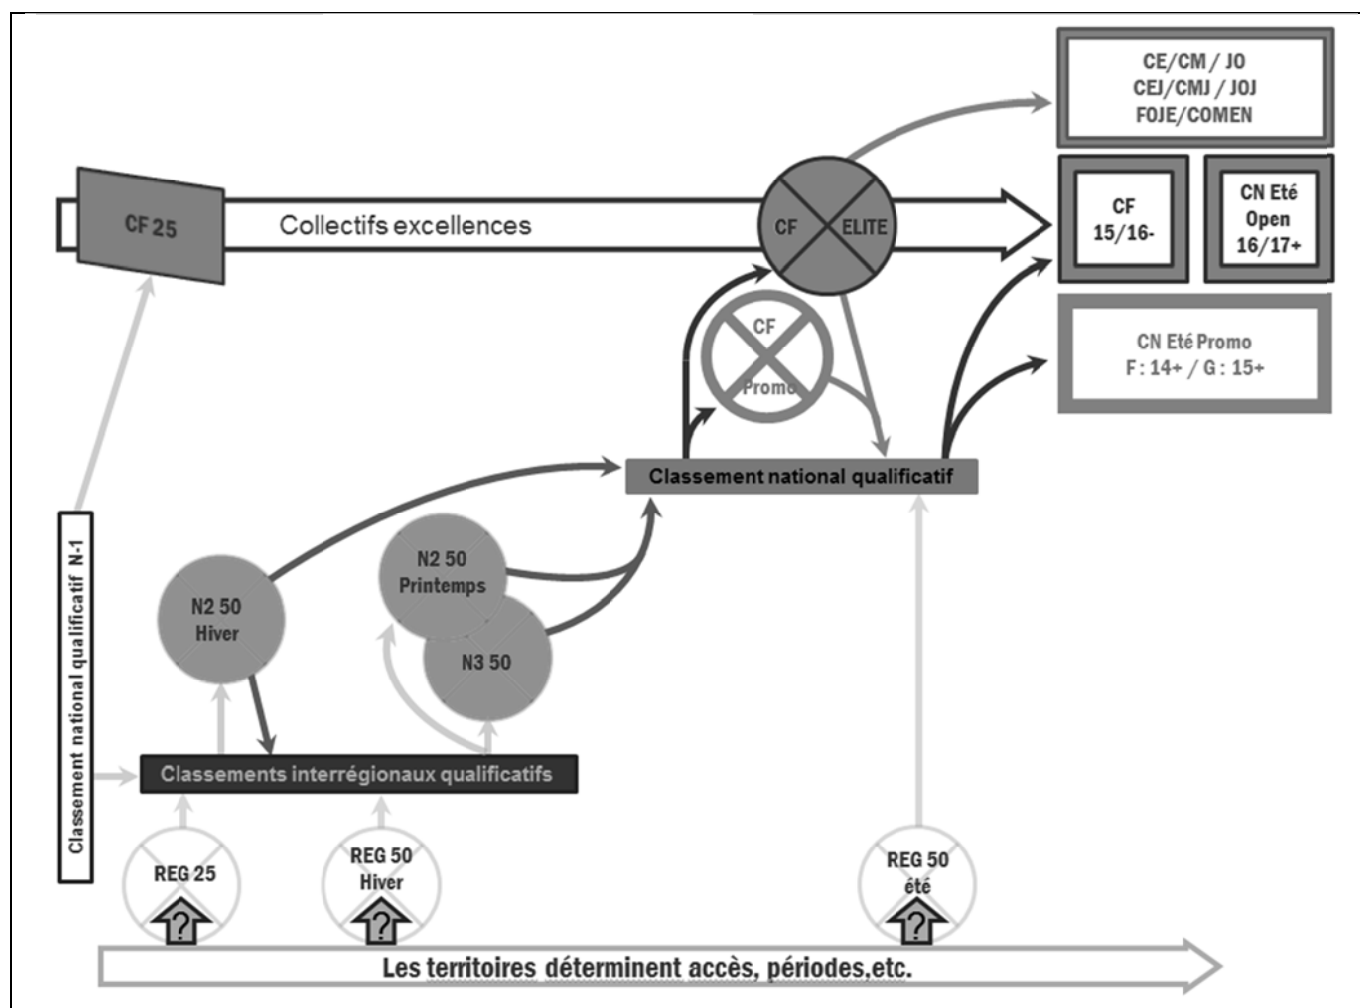 CE/CM / JO
CEJ/CMJ / JOJ
FOJE/COMEN
CF 25
Collectifs excellences
CF
ELITE
CF
15/16-
CN Eté
Open
16/17+
CF
Promo
CN Eté Promo
F : 14+ / G : 15+
Classement national qualificatif
Classement national qualificatif N-1
N2 50
Hiver
N2 50
Printemps
N3 50
Classements interrégionaux qualificatifs
REG 25
?
REG 50
Hiver
?
REG 50
été
?
Les territoires déterminent accès, périodes,etc.